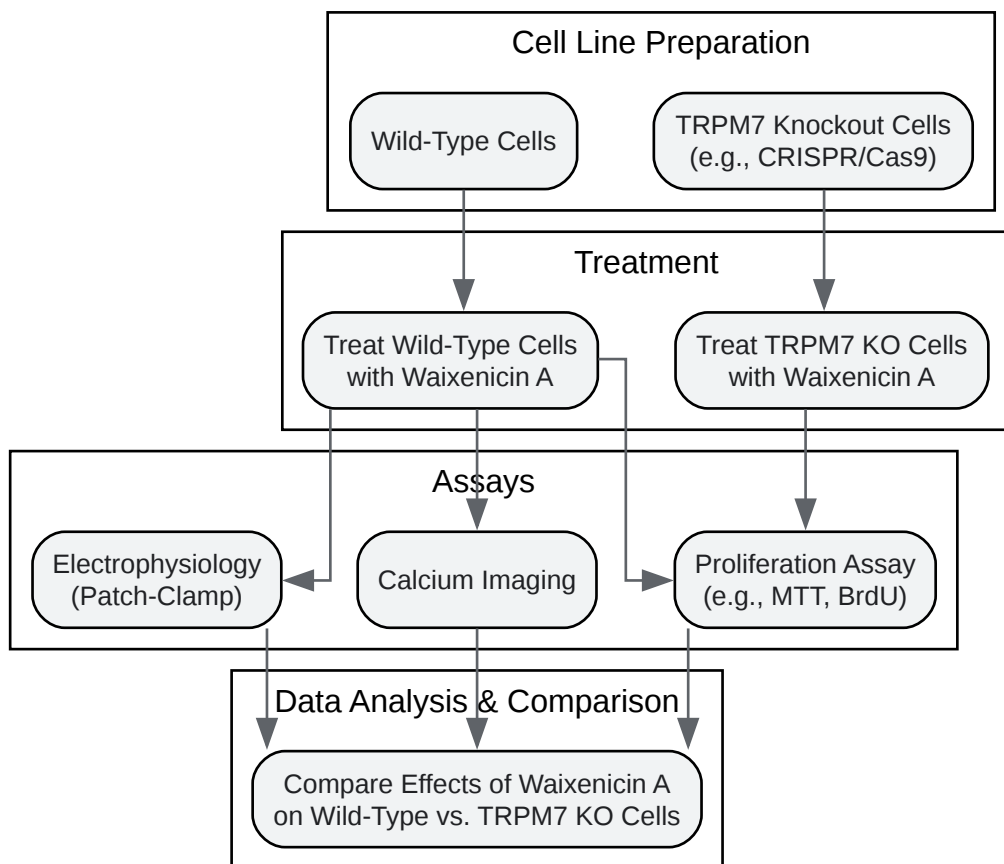 Cell Line Preparation
Wild-Type Cells
TRPM7 Knockout Cells
(e.g., CRISPR/Cas9)
Treatment
Treat Wild-Type Cells
with Waixenicin A
Treat TRPM7 KO Cells
with Waixenicin A
Assays
Electrophysiology
(Patch-Clamp)
Calcium Imaging
Proliferation Assay
(e.g., MTT, BrdU)
Data Analysis & Comparison
Compare Effects of Waixenicin A
on Wild-Type vs. TRPM7 KO Cells